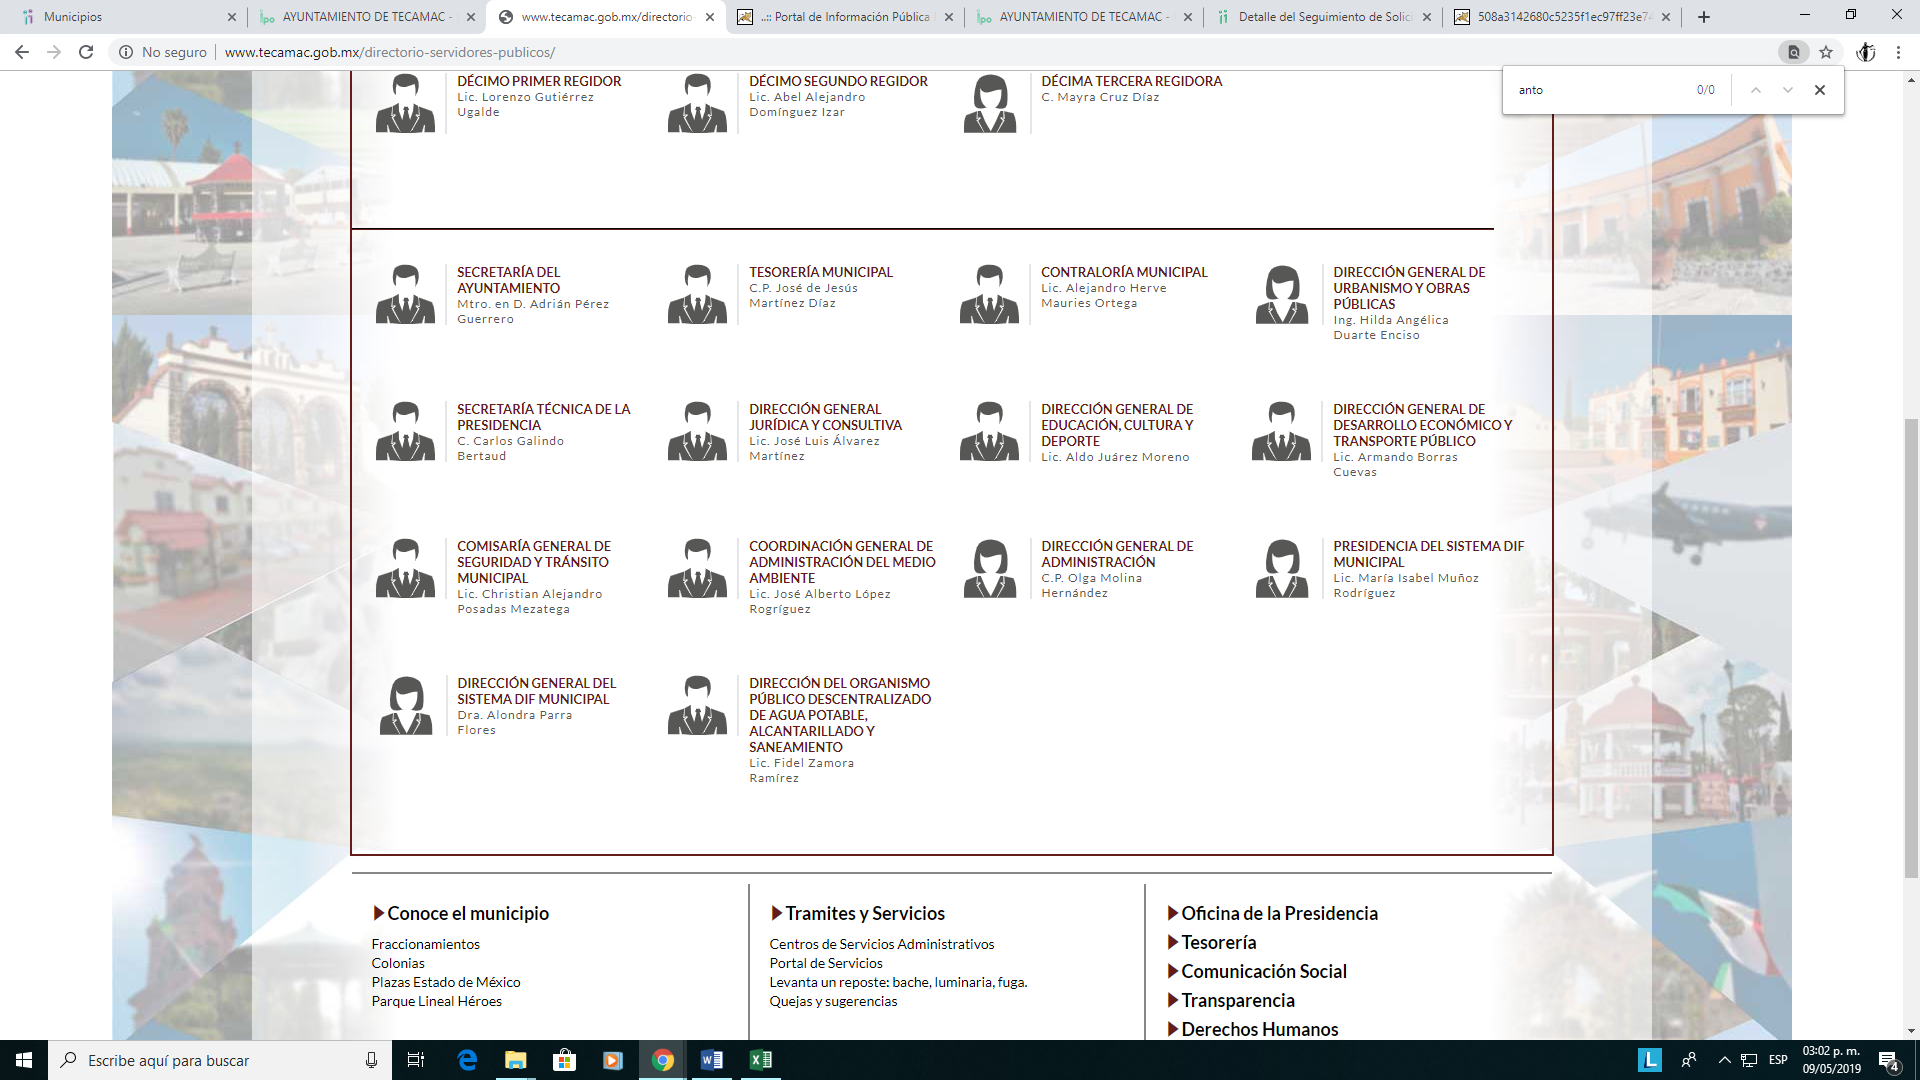 Municipios
AYUNTAMIENTO DE TECAMAC -
www.tecamac.gob.mx/directorio-
..:: Portal de Información Pública
AYUNTAMIENTO DE TECAMAC -
Detalle del Seguimiento de Solici
508a3142680c5235f1ec97ff23e74
No seguro
www.tecamac.gob.mx/directorio-servidores-publicos/
anto
0/0
DÉCIMO PRIMER REGIDOR
Lic. Lorenzo Gutiérrez
Ugalde
DÉCIMO SEGUNDO REGIDOR
Lic. Abel Alejandro
Domínguez Izar
DÉCIMA TERCERA REGIDORA
C. Mayra Cruz Díaz
SECRETARÍA DEL
AYUNTAMIENTO
Mtro. en D. Adrián Pérez
Guerrero
TESORERÍA MUNICIPAL
C.P. José de Jesús
Martínez Díaz
CONTRALORÍA MUNICIPAL
Lic. Alejandro Herve
Mauries Ortega
DIRECCIÓN GENERAL DE
URBANISMO Y OBRAS
PÚBLICAS
Ing. Hilda Angélica
Duarte Enciso
SECRETARÍA TÉCNICA DE LA
PRESIDENCIA
C. Carlos Galindo
Bertaud
DIRECCIÓN GENERAL
JURÍDICA Y CONSULTIVA
Lic. José Luis Álvarez
Martínez
DIRECCIÓN GENERAL DE
EDUCACIÓN, CULTURA Y
DEPORTE
Lic. Aldo Juárez Moreno
DIRECCIÓN GENERAL DE
DESARROLLO ECONÓMICO Y
TRANSPORTE PÚBLICO
Lic. Armando Borras
Cuevas
COMISARÍA GENERAL DE
SEGURIDAD Y TRÁNSITO
MUNICIPAL
Lic. Christian Alejandro
Posadas Mezatega
COORDINACIÓN GENERAL DE
ADMINISTRACIÓN DEL MEDIO
AMBIENTE
Lic. José Alberto López
Rogríguez
DIRECCIÓN GENERAL DE
ADMINISTRACIÓN
C.P. Olga Molina
Hernández
PRESIDENCIA DEL SISTEMA DIF
MUNICIPAL
Lic. María Isabel Muñoz
Rodríguez
DIRECCIÓN GENERAL DEL
SISTEMA DIF MUNICIPAL
Dra. Alondra Parra
Flores
DIRECCIÓN DEL ORGANISMO
PÚBLICO DESCENTRALIZADO
DE AGUA POTABLE,
ALCANTARILLADO Y
SANEAMIENTO
Lic. Fidel Zamora
Ramírez
Conoce el municipio
Fraccionamientos
Colonias
Plazas Estado de México
Parque Lineal Héroes
Tramites y Servicios
Centros de Servicios Administrativos
Portal de Servicios
Levanta un reposte: bache, luminaria, fuga.
Quejas y sugerencias
Oficina de la Presidencia
Tesorería
Comunicación Social
Transparencia
Derechos Humanos
Escribe aquí para buscar
L
ESP
03:02 p. m.
09/05/2019
4